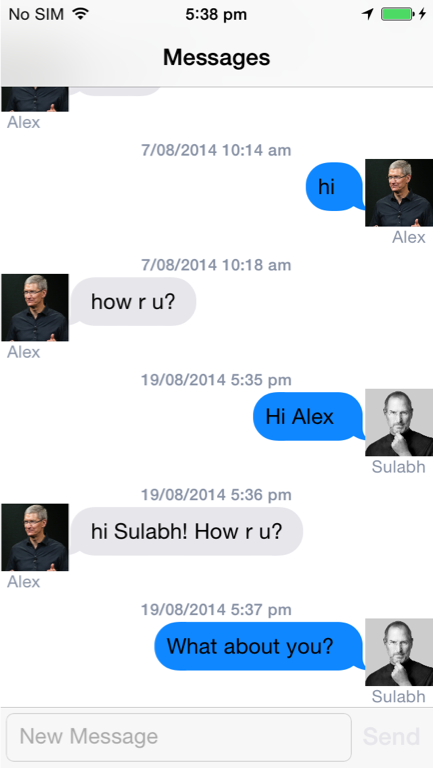 No SIM 5:38 pm
Messages
Alex
7/08/2014 10:14 am
hi
Alex
7/08/2014 10:18 am
how r u?
Alex
19/08/2014 5:35 pm
Hi Alex
Sulabh
19/08/2014 5:36 pm
hi Sulabh! How r u?
Alex
19/08/2014 5:37 pm
What about you?
Sulabh
New Message Send